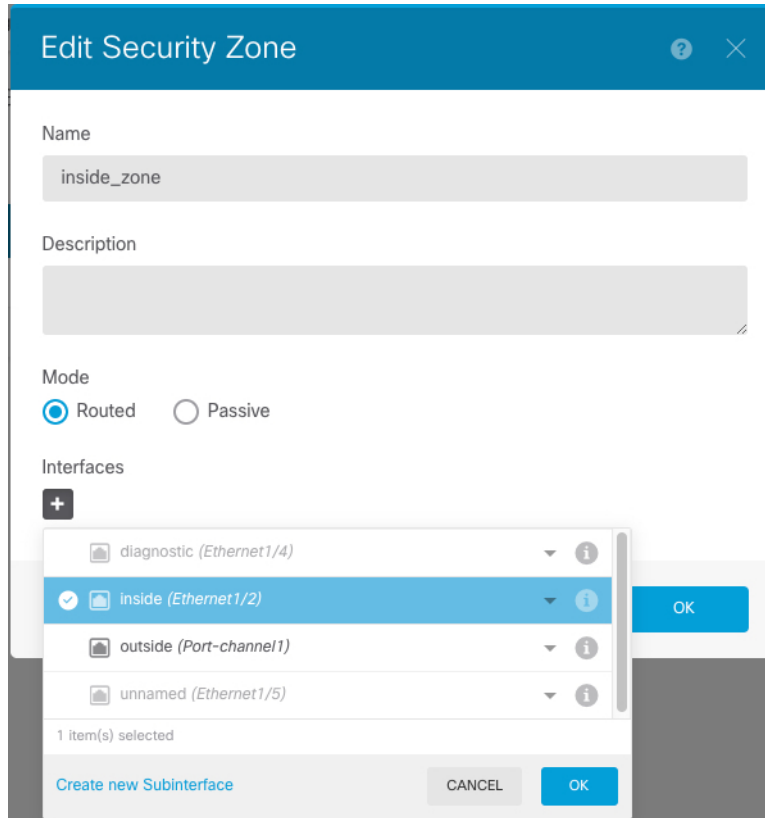 Edit Security Zone
Name
inside_zone
Description
Mode
Routed Passive
Interfaces
diagnostic (Ethernet1/4)
inside (Ethernet1/2)
outside (Port-channel1)
unnamed (Ethernet1/5)
1 item(s) selected
Create new Subinterface CANCEL OK
OK